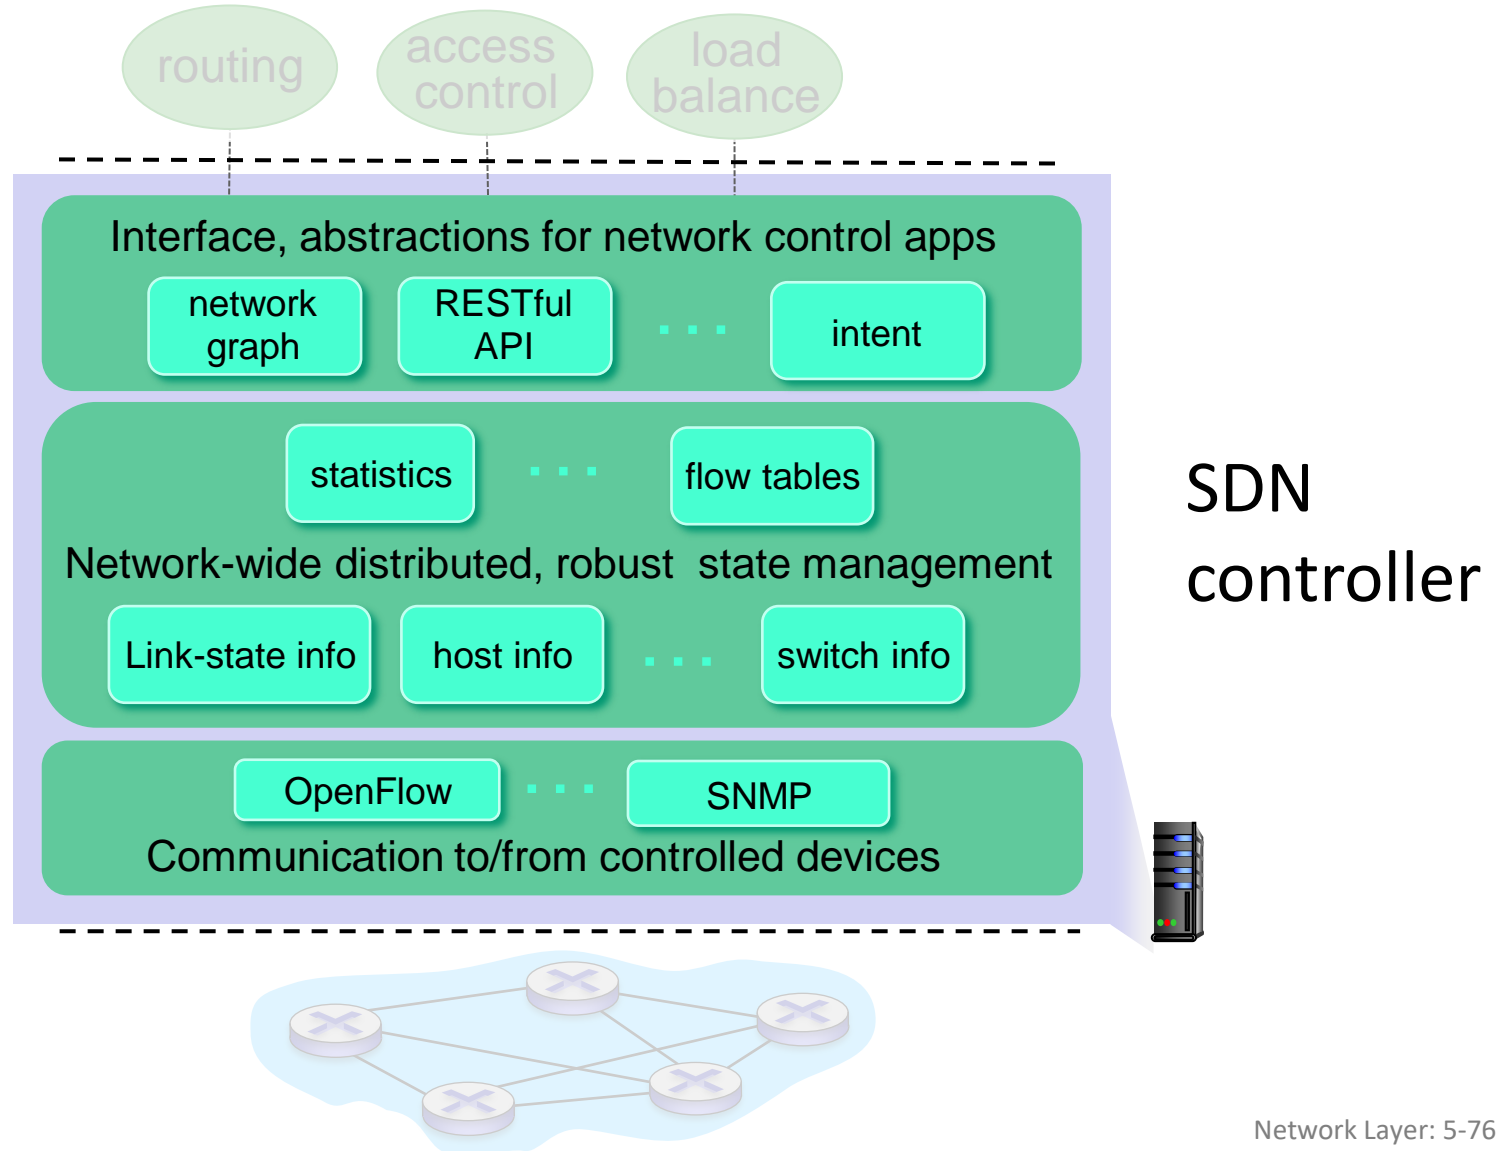 routing
access
control
load
balance
Interface, abstractions for network control apps
network
graph
RESTful
API
intent
statistics
flow tables
Network-wide distributed, robust  state management
Link-state info
host info
switch info
OpenFlow
SNMP
Communication to/from controlled devices
SDN
controller
Network Layer: 5-76